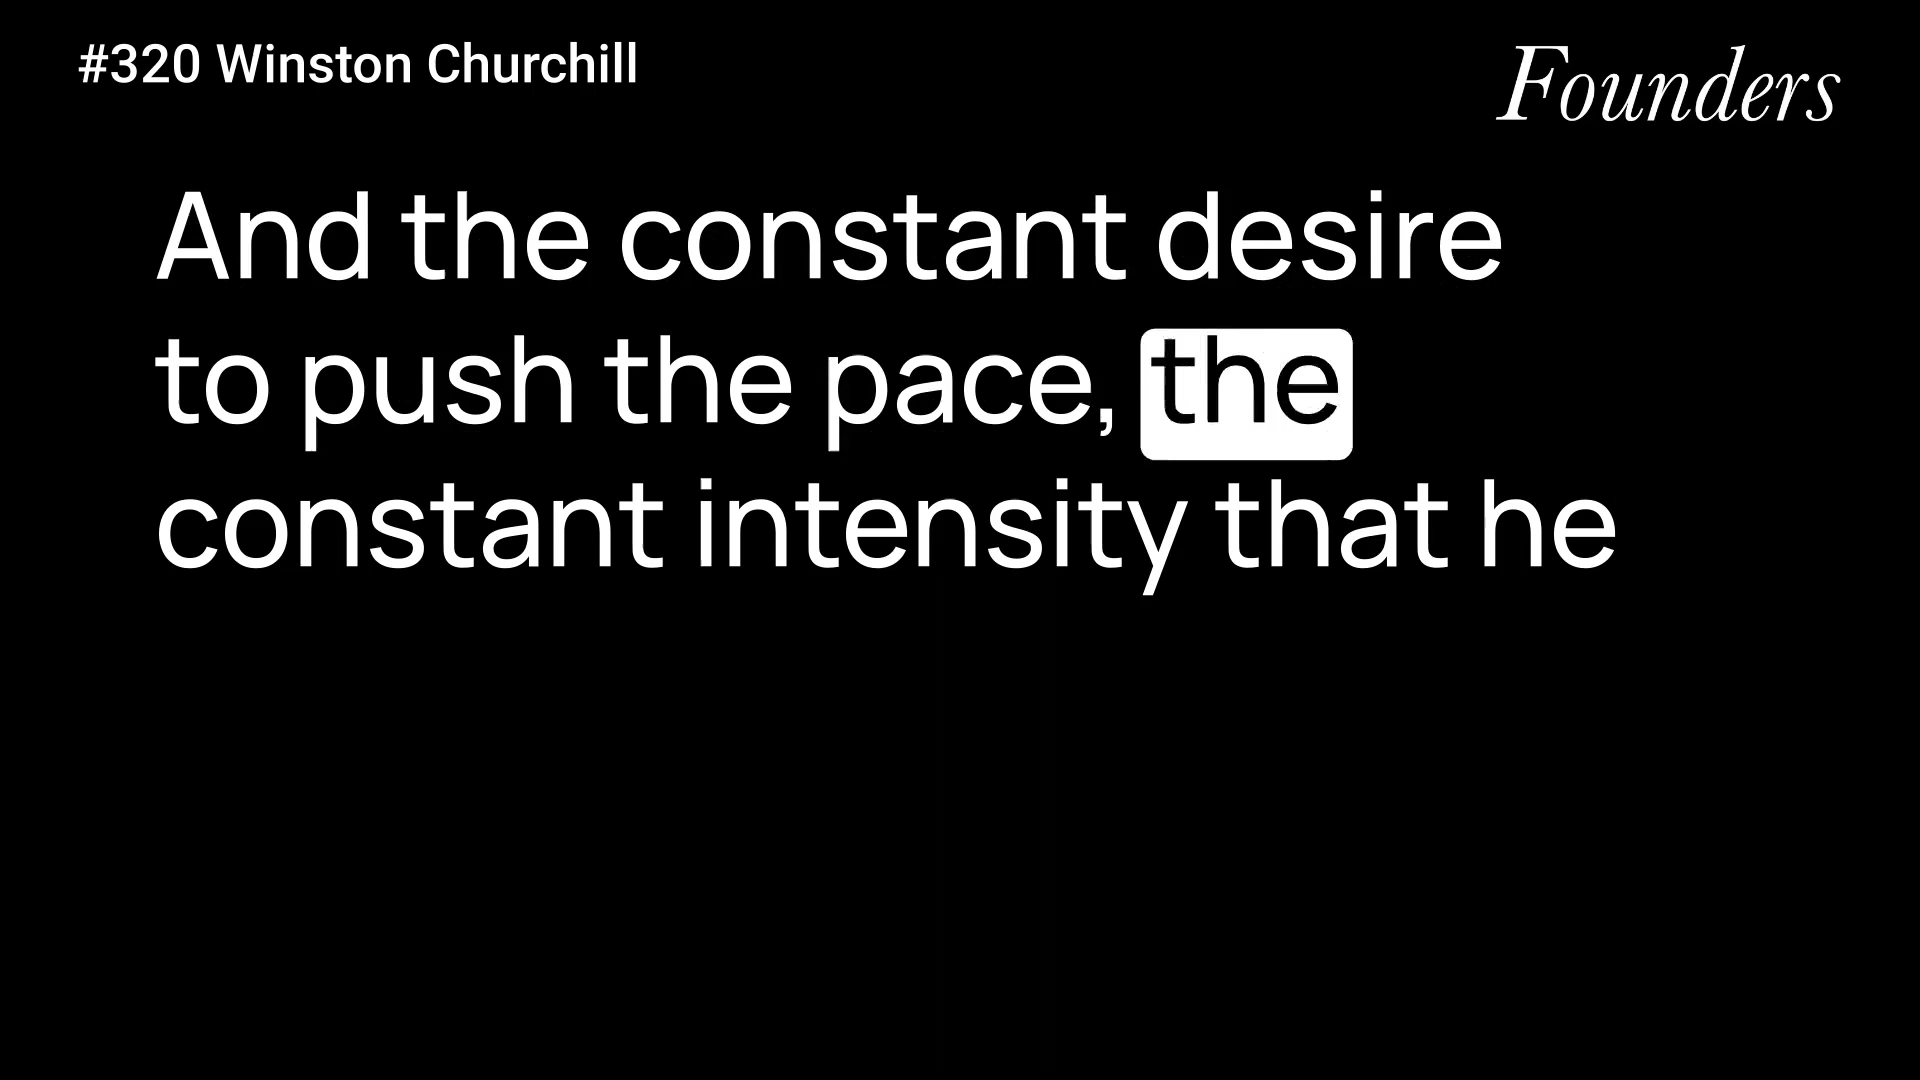 #320 Winston Churchill
Founders
And the constant desire
to push the pace, the
constant intensity that he